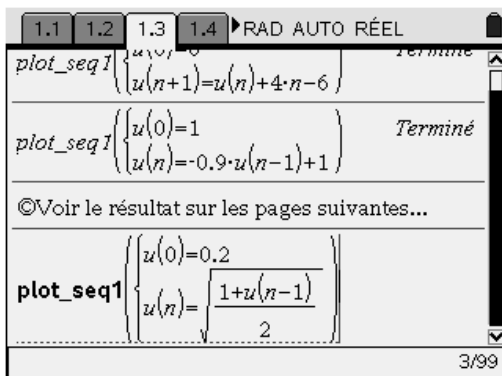 1.1 1.2 1.3 1.4 RAD AUTO RÉEL
plot_seq1
u(n+1)=u(n)+4·n-6
Terminé
plot_seq1
u(0)=1
u(n)=-0.9·u(n-1)+1
Terminé
©Voir le résultat sur les pages suivantes...
plot_seq1
u(0)=0.2
u(n)=√((1+u(n-1))/2)
3/99